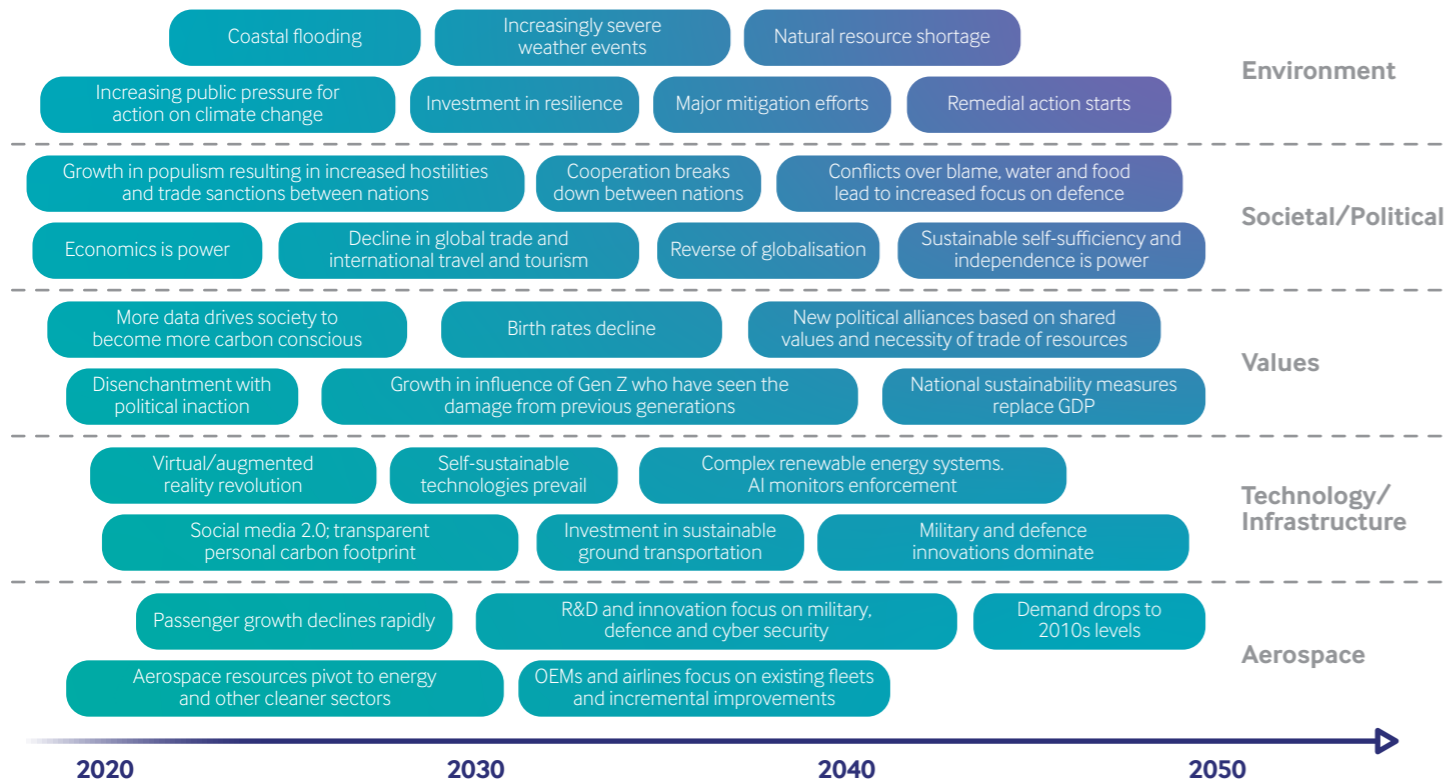 Coastal flooding
Increasingly severe
weather events
Natural resource shortage
Increasing public pressure for
action on climate change
Investment in resilience
Major mitigation efforts
Remedial action starts
Environment
Growth in populism resulting in increased hostilities
and trade sanctions between nations
Cooperation breaks
down between nations
Conflicts over blame, water and food
lead to increased focus on defence
Economics is power
Decline in global trade and
international travel and tourism
Reverse of globalisation
Sustainable self-sufficiency and
independence is power
Societal/Political
More data drives society to
become more carbon conscious
Birth rates decline
New political alliances based on shared
values and necessity of trade of resources
Disenchantment with
political inaction
Growth in influence of Gen Z who have seen the
damage from previous generations
National sustainability measures
replace GDP
Values
Virtual/augmented
reality revolution
Self-sustainable
technologies prevail
Complex renewable energy systems.
AI monitors enforcement
Social media 2.0; transparent
personal carbon footprint
Investment in sustainable
ground transportation
Military and defence
innovations dominate
Technology/
Infrastructure
Passenger growth declines rapidly
R&D and innovation focus on military,
defence and cyber security
Demand drops to
2010s levels
Aerospace resources pivot to energy
and other cleaner sectors
OEMs and airlines focus on existing fleets
and incremental improvements
Aerospace
2020
2030
2040
2050